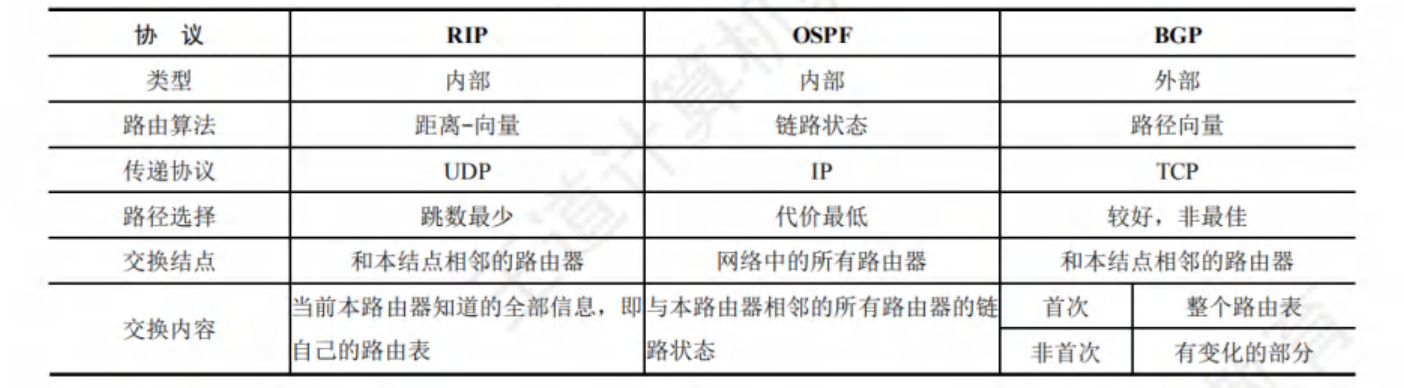 协 议 RIP OSPF BGP
类型 内部 内部 外部
路由算法 距离-向量 链路状态 路径向量
传递协议 UDP IP TCP
路径选择 跳数最少 代价最低 较好，非最佳
交换结点 和本结点相邻的路由器 网络中的所有路由器 和本结点相邻的路由器
交换内容 当前本路由器知道的全部信息，即自己的路由表 与本路由器相邻的所有路由器的链路状态 首次 整个路由表
非首次 有变化的部分